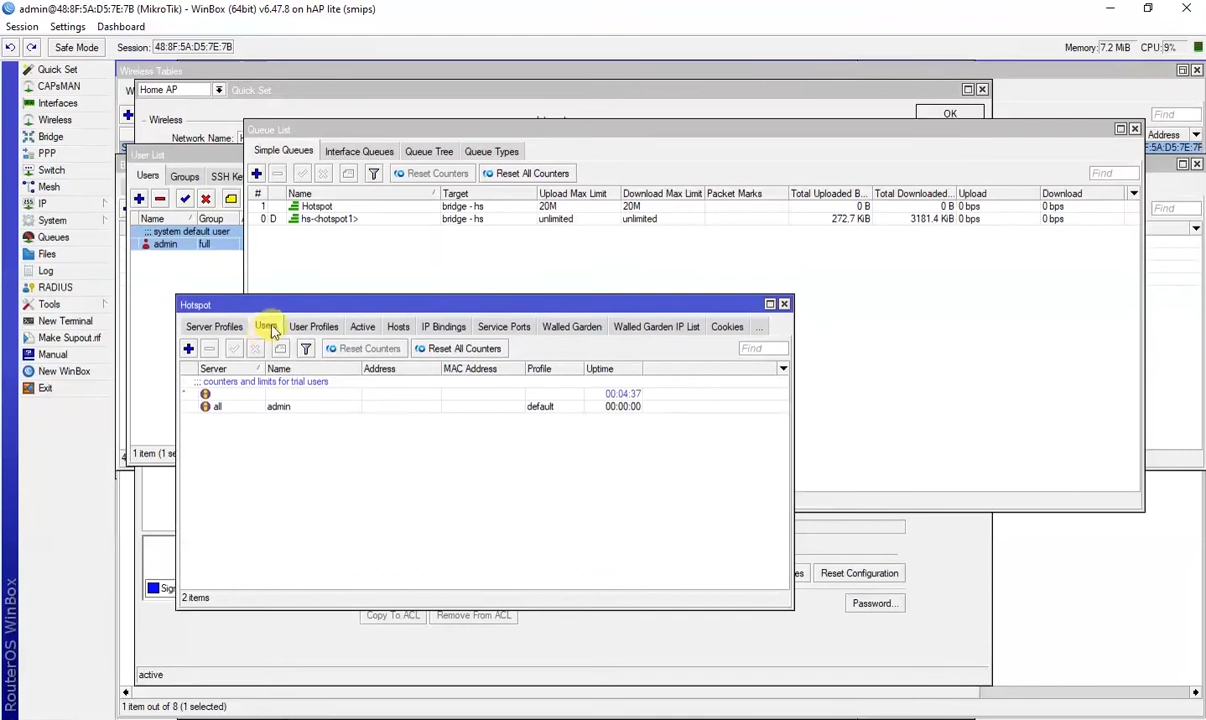 admin@48:8F:5A:D5:7E:7B (MikroTik) - WinBox (64bit) v6.47.8 on hAP lite (smips)
Session Settings Dashboard
Safe Mode Session: 48:8F:5A:D5:7E:7B Memory: 7.2 MiB CPU: 9%
Quick Set
CAPsMAN
Interfaces
Wireless
Bridge
PPP
Switch
Mesh
IP
System
Queues
Files
Log
RADIUS
Tools
New Terminal
Make Supout.rif
Manual
New WinBox
Exit
RouterOS WinBox
Wireless Tables
Find
Address
Find
Home AP Quick Set
Wireless
Network Name:
OK
User List
Users Groups SSH Ke
Name Group
;;; system default user
admin full
1 item (1 se
Queue List
Simple Queues Interface Queues Queue Tree Queue Types
Reset Counters Reset All Counters Find
# Name Target Upload Max Limit Download Max Limit Packet Marks Total Uploaded B... Total Downloaded... Upload Download
1 Hotspot bridge - hs 20M 20M 0 B 0 B 0 bps 0 bps
0 D hs-<hotspot1> bridge - hs unlimited unlimited 272.7 KiB 3181.4 KiB 0 bps 0 bps
Hotspot
Server Profiles Users User Profiles Active Hosts IP Bindings Service Ports Walled Garden Walled Garden IP List Cookies ...
Reset Counters Reset All Counters Find
Server Name Address MAC Address Profile Uptime
;;; counters and limits for trial users
00:04:37
all admin default 00:00:00
2 items
Sign
Reset Configuration
Password...
Copy To ACL Remove From ACL
active
1 item out of 8 (1 selected)